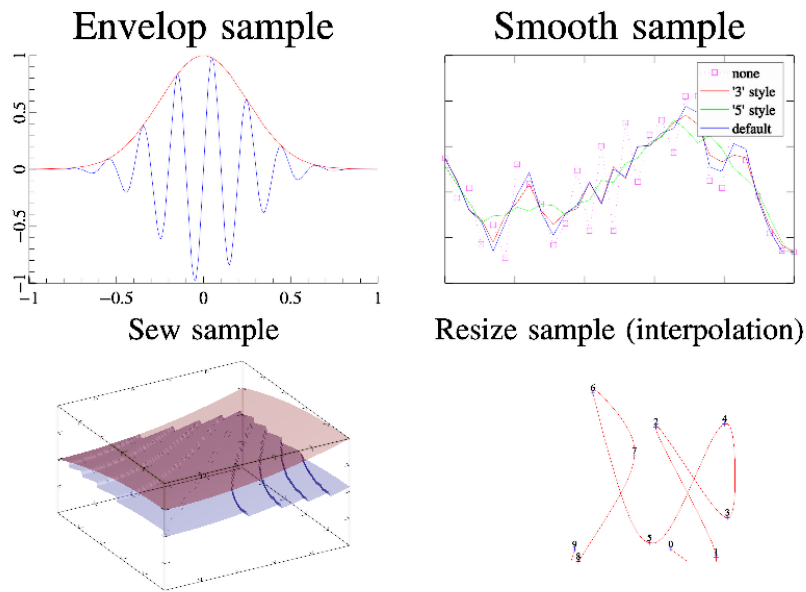 Envelop sample
Smooth sample
none
'3' style
'5' style
default
1
0.5
0
−0.5
−1
−1
−0.5
0
0.5
1
Sew sample
Resize sample (interpolation)
6
2
4
7
3
5
0
9
8
1